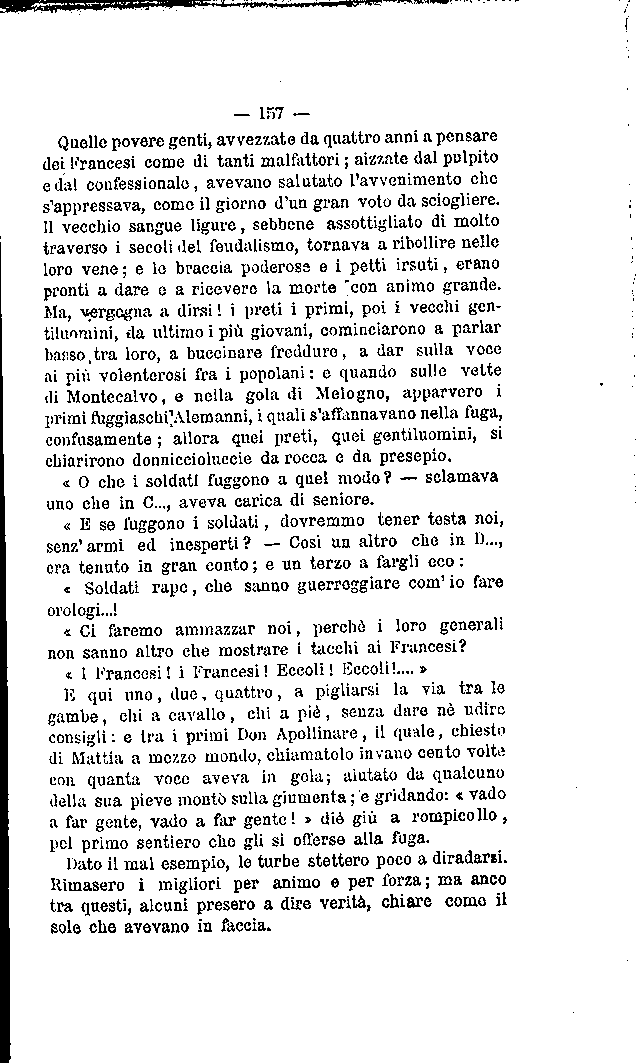 — 157 —
Quelle povere genti, avvezzate da quattro anni a pensare
dei Francesi come di tanti malfattori; aizzate dal pulpito
e dal confessionale, avevano salutato l'avvenimento che
s'appressava, come il giorno d'un gran voto da sciogliere.
Il vecchio sangue ligure, sebbene assottigliato di molto
traverso i secoli del feudalismo, tornava a ribollire nelle
loro vene; e le braccia poderose e i petti irsuti, erano
pronti a dare e a ricevere la morte con animo grande.
Ma, vergogna a dirsi! i preti i primi, poi i vecchi gen-
tiluomini, da ultimo i più giovani, cominciarono a parlar
basso tra loro, a buccinare freddure, a dar sulla voce
ai più volenterosi fra i popolani: e quando sulle vette
di Montecalvo, e nella gola di Melogno, apparvero i
primi fuggiaschi Alemanni, i quali s'affannavano nella fuga,
confusamente; allora quei preti, quei gentiluomini, si
chiarirono donniccioluccie da rocca e da presepio.
« O che i soldati fuggono a quel modo? — sclamava
uno che in C..., aveva carica di seniore.
« E se fuggono i soldati, dovremmo tener testa noi,
senz'armi ed inesperti? — Così un altro che in D...,
era tenuto in gran conto; e un terzo a fargli eco:
« Soldati rape, che sanno guerreggiare com'io fare
orologi...!
« Ci faremo ammazzar noi, perchè i loro generali
non sanno altro che mostrare i tacchi ai Francesi?
« I Francesi! i Francesi! Eccoli! Eccoli!.... »
E qui uno, due, quattro, a pigliarsi la via tra le
gambe, chi a cavallo, chi a piè, senza dare nè udire
consigli: e tra i primi Don Apollinare, il quale, chiesto
di Mattia a mezzo mondo, chiamatolo invano cento volte
con quanta voce aveva in gola; aiutato da qualcuno
della sua pieve montò sulla giumenta; e gridando: « vado
a far gente, vado a far gente! » diè giù a rompicollo,
pel primo sentiero che gli si offerse alla fuga.
Dato il mal esempio, le turbe stettero poco a diradarsi.
Rimasero i migliori per animo e per forza; ma anco
tra questi, alcuni presero a dire verità, chiare come il
sole che avevano in faccia.